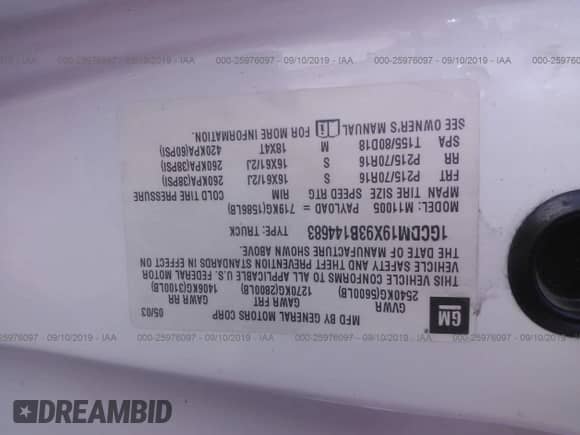 000-25976097 - 09/10/2019 - IAA
GM
MFD BY GENERAL MOTORS CORP
05/03
GVWR GAWR FRT GAWR RR
2540KG(5600LB) 1270KG(2800LB) 1406KG(3100LB)
THIS VEHICLE CONFORMS TO ALL APPLICABLE U.S. FEDERAL MOTOR
VEHICLE SAFETY AND THEFT PREVENTION STANDARDS IN EFFECT ON
THE DATE OF MANUFACTURE SHOWN ABOVE.
1GCDM19X93B144683 TYPE: TRUCK
MODEL: M11005 PAYLOAD = 719KG(1586LB)
MPAN TIRE SIZE SPEED RTG RIM COLD TIRE PRESSURE
FRT P215/70R16 S 16X61/2J 260KPA(38PSI)
RR P215/70R16 S 16X61/2J 260KPA(38PSI)
SPA T155/80D18 M 18X4T 420KPA(60PSI)
SEE OWNER'S MANUAL FOR MORE INFORMATION.
000-25976097 - 09/10/2019 - IAA
DREAMBID